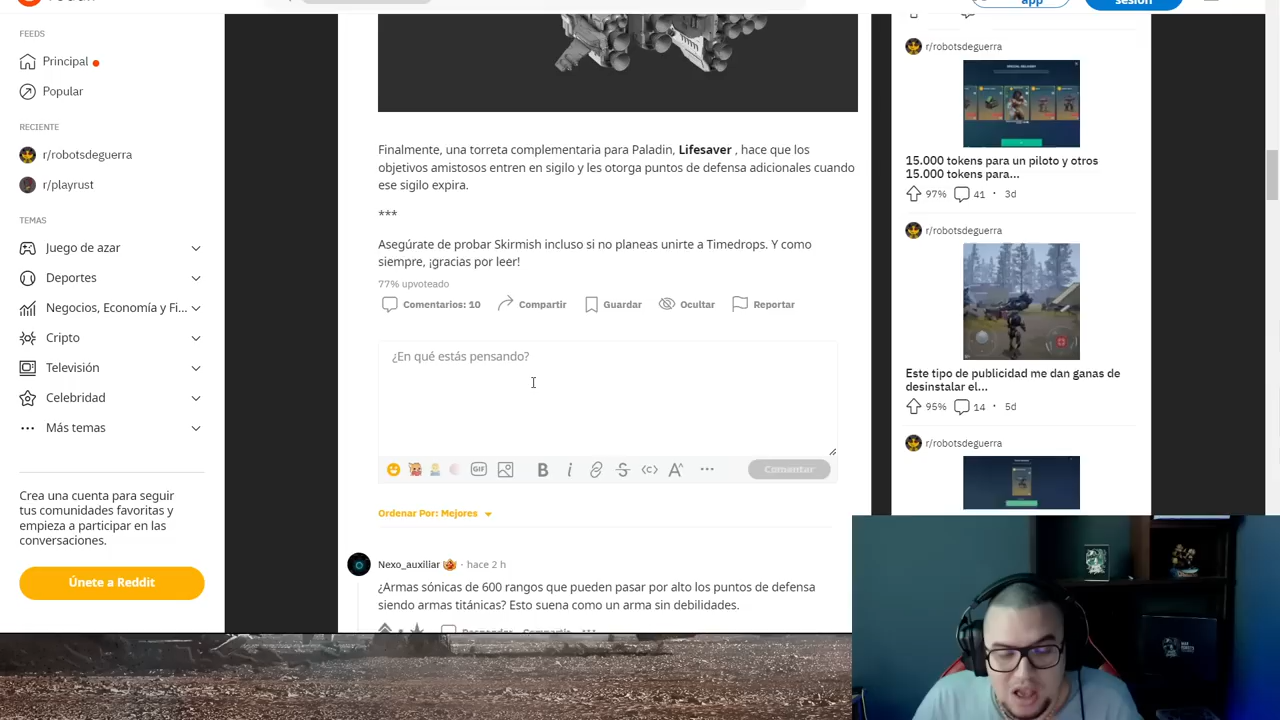 app
sesión
FEEDS
Principal
Popular
RECIENTE
r/robotsdeguerra
r/playrust
TEMAS
Juego de azar
Deportes
Negocios, Economía y Fi...
Cripto
Televisión
Celebridad
Más temas
Crea una cuenta para seguir
tus comunidades favoritas y
empieza a participar en las
conversaciones.
Únete a Reddit
Finalmente, una torreta complementaria para Paladin, Lifesaver , hace que los
objetivos amistosos entren en sigilo y les otorga puntos de defensa adicionales cuando
ese sigilo expira.
***
Asegúrate de probar Skirmish incluso si no planeas unirte a Timedrops. Y como
siempre, ¡gracias por leer!
77% upvoteado
Comentarios: 10
Compartir
Guardar
Ocultar
Reportar
¿En qué estás pensando?
GIF
B
i
Comentar
Ordenar Por: Mejores
Nexo_auxiliar · hace 2 h
¿Armas sónicas de 600 rangos que pueden pasar por alto los puntos de defensa
siendo armas titánicas? Esto suena como un arma sin debilidades.
r/robotsdeguerra
15.000 tokens para un piloto y otros
15.000 tokens para...
97% 41 · 3d
r/robotsdeguerra
Este tipo de publicidad me dan ganas de
desinstalar el...
95% 14 · 5d
r/robotsdeguerra